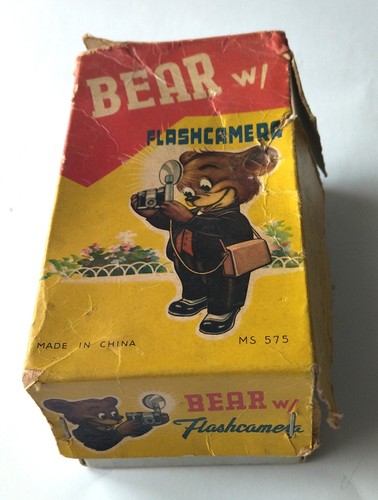 BEAR w/
FLASHCAMERA
MADE IN CHINA
MS 575
BEAR w/
Flashcamera